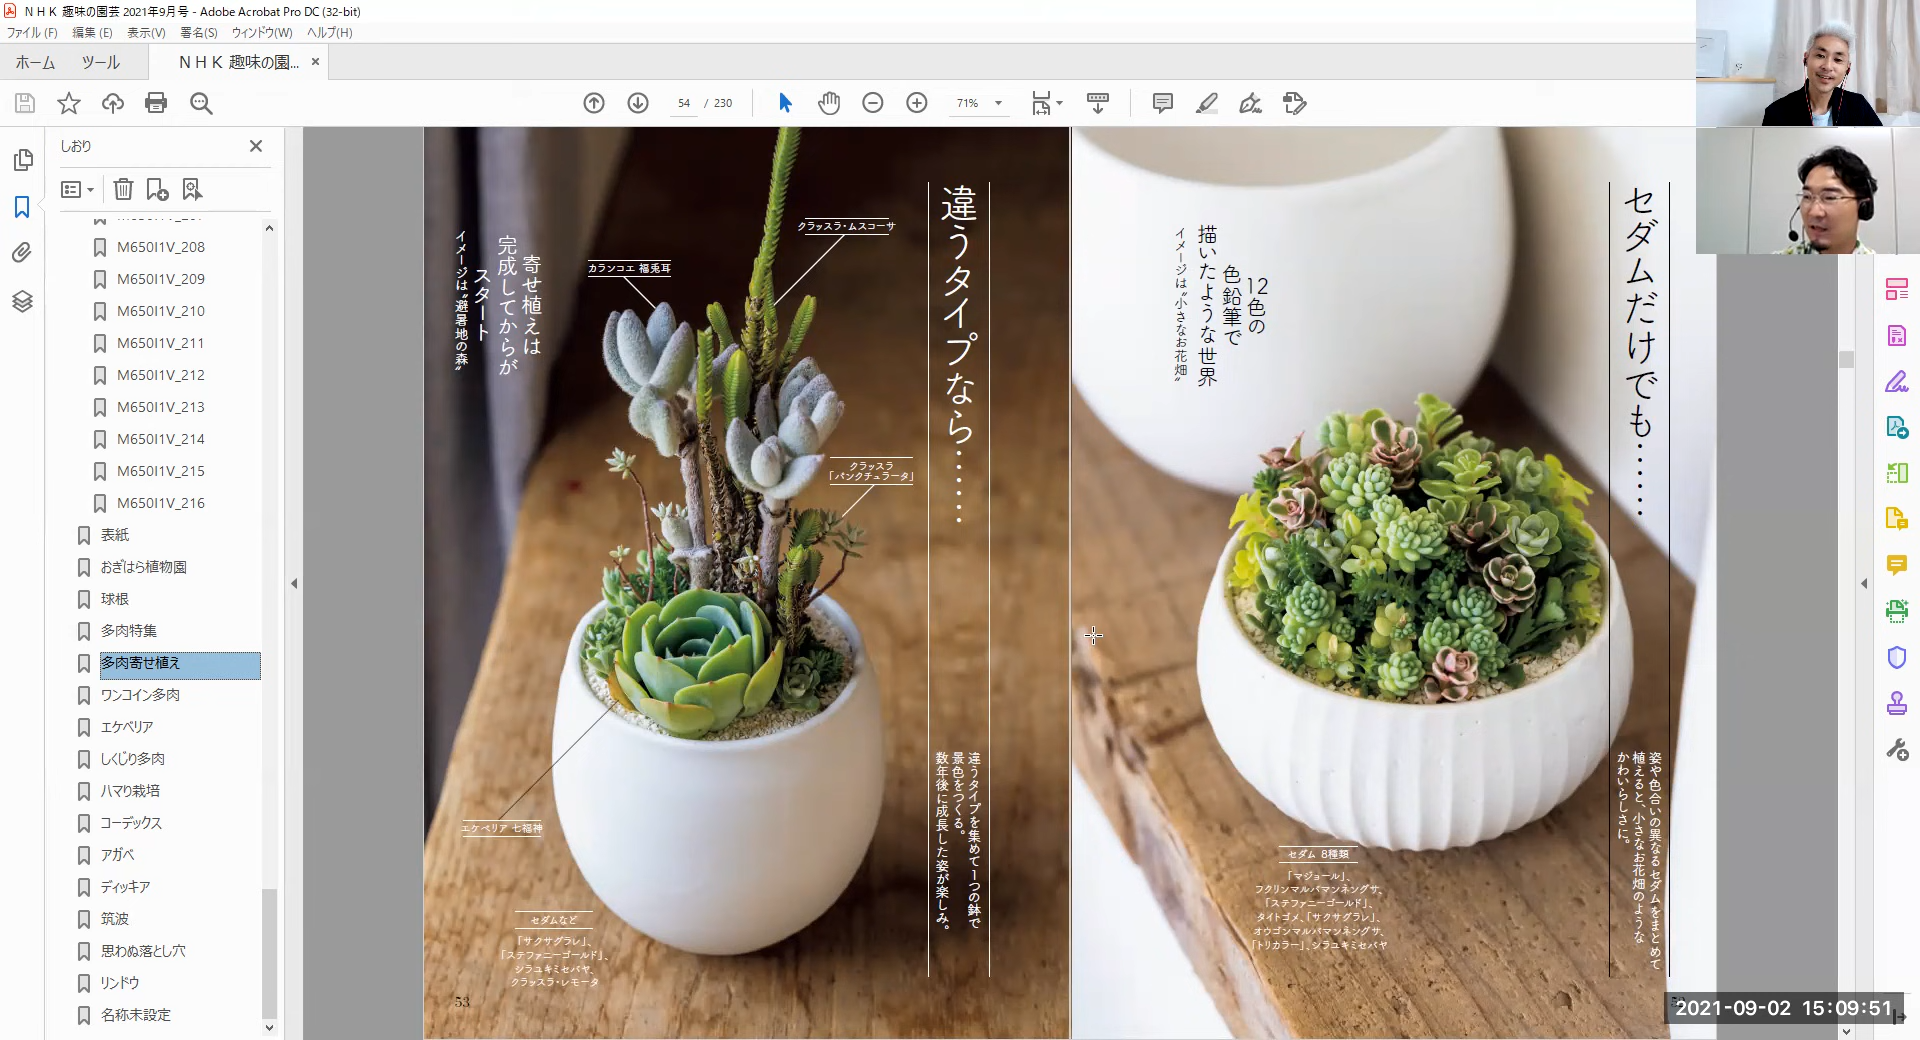 ＮＨＫ 趣味の園芸 2021年9月号 - Adobe Acrobat Pro DC (32-bit)
ファイル (F) 編集 (E) 表示(V) 署名(S) ウィンドウ(W) ヘルプ(H)
ホーム ツール ＮＨＫ 趣味の園... ×
54 / 230 71%
しおり
M650I1V_208
M650I1V_209
M650I1V_210
M650I1V_211
M650I1V_212
M650I1V_213
M650I1V_214
M650I1V_215
M650I1V_216
表紙
おぎはら植物園
球根
多肉特集
多肉寄せ植え
ワンコイン多肉
エケベリア
しくじり多肉
ハマり栽培
コーデックス
アガベ
ディッキア
筑波
思わぬ落とし穴
リンドウ
名称未設定
セダムだけでも……
姿や色合いの異なるセダムをまとめて
植えると、小さなお花畑のような
かわいらしさに。
12色の
色鉛筆で
描いたような世界
イメージは〝小さなお花畑〟
セダム 8種類
「マジョール」、
フクリンマルバマンネングサ、
「ステファニーゴールド」、
タイトゴメ、「サクサグラレ」、
オウゴンマルバマンネングサ、
「トリカラー」、シラユキミセバヤ
違うタイプなら……
違うタイプを集めて1つの鉢で
景色をつくる。
数年後に成長した姿が楽しみ。
寄せ植えは
完成してからが
スタート
イメージは〝避暑地の森〟
クラッスラ・ムスコーサ
カランコエ 福兎耳
クラッスラ
「パンクチュラータ」
エケベリア 七福神
セダムなど
「サクサグラレ」、
「ステファニーゴールド」、
シラユキミセバヤ、
クラッスラ・レモータ
53
2021-09-02 15:09:51